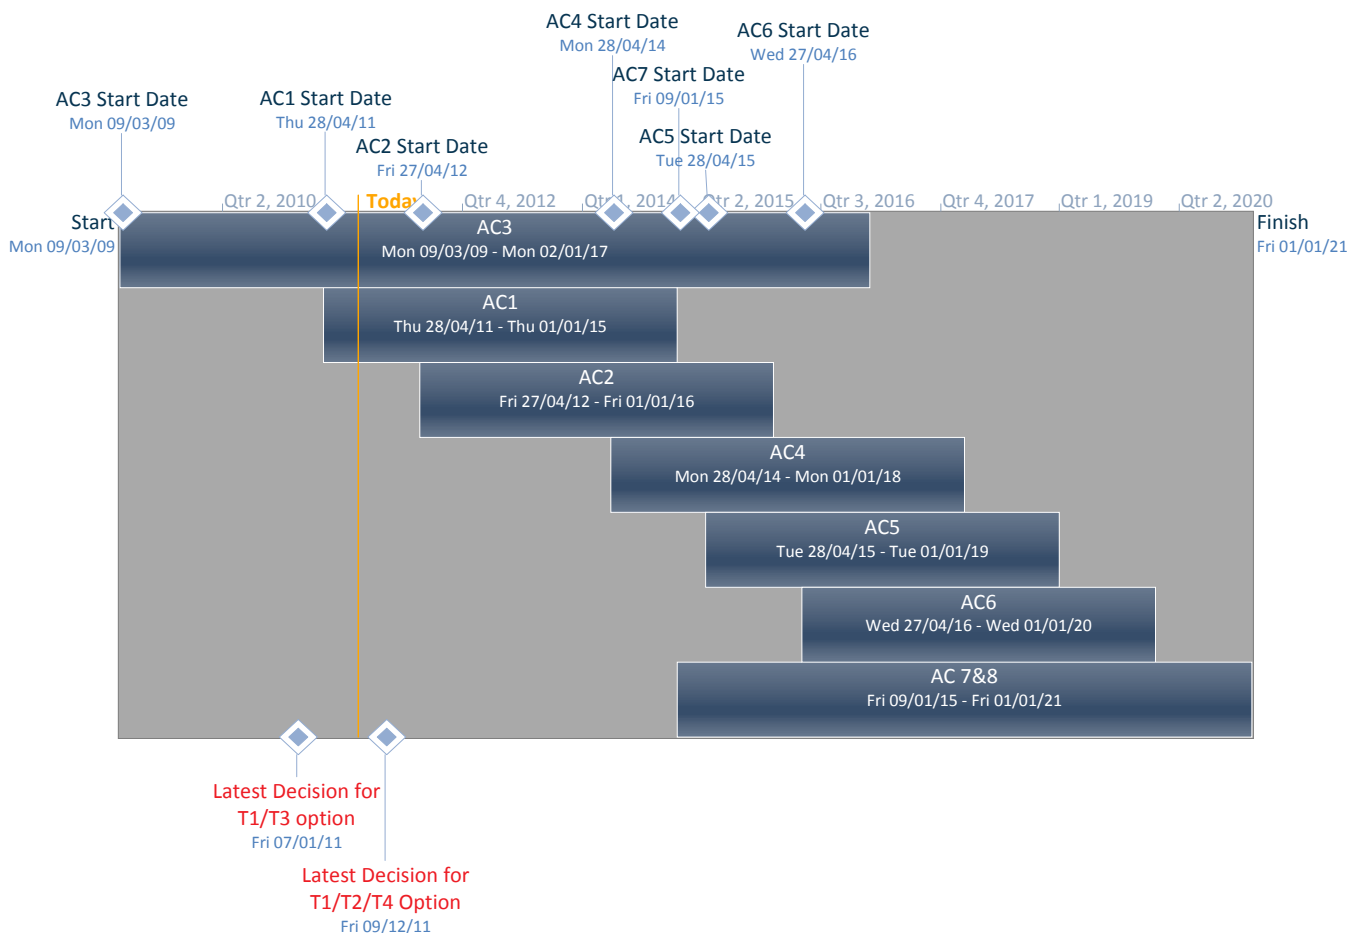 AC4 Start Date
Mon 28/04/14
AC6 Start Date
Wed 27/04/16
AC7 Start Date
Fri 09/01/15
AC3 Start Date
Mon 09/03/09
AC1 Start Date
Thu 28/04/11
AC5 Start Date
Tue 28/04/15
AC2 Start Date
Fri 27/04/12
Qtr 2, 2010
Today
Qtr 4, 2012
Qtr 1, 2014
Qtr 2, 2015
Qtr 3, 2016
Qtr 4, 2017
Qtr 1, 2019
Qtr 2, 2020
Start
Mon 09/03/09
Finish
Fri 01/01/21
AC3
Mon 09/03/09 - Mon 02/01/17
AC1
Thu 28/04/11 - Thu 01/01/15
AC2
Fri 27/04/12 - Fri 01/01/16
AC4
Mon 28/04/14 - Mon 01/01/18
AC5
Tue 28/04/15 - Tue 01/01/19
AC6
Wed 27/04/16 - Wed 01/01/20
AC 7&8
Fri 09/01/15 - Fri 01/01/21
Latest Decision for
T1/T3 option
Fri 07/01/11
Latest Decision for
T1/T2/T4 Option
Fri 09/12/11